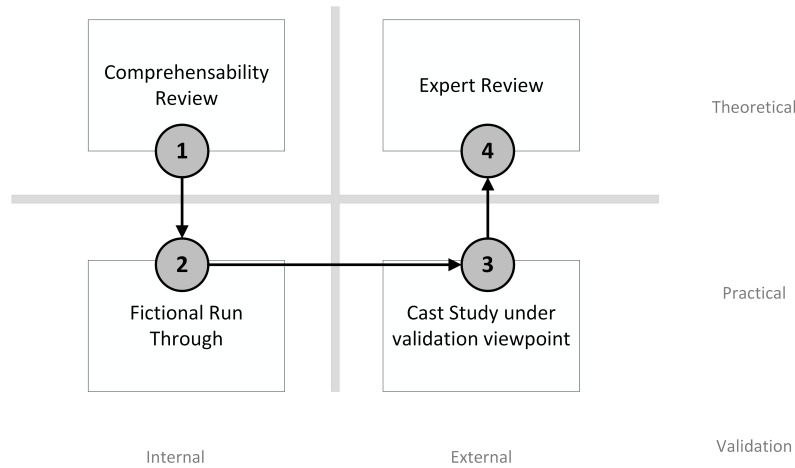 Comprehensability
Review
Expert Review
Theoretical
1
4
2
3
Fictional Run
Through
Cast Study under
validation viewpoint
Practical
Internal
External
Validation